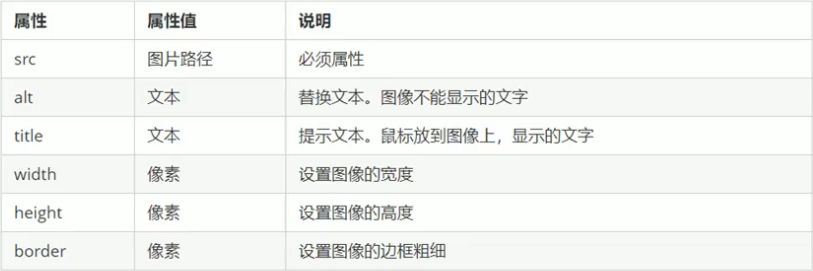 属性 属性值 说明
src 图片路径 必须属性
alt 文本 替换文本。图像不能显示的文字
title 文本 提示文本。鼠标放到图像上，显示的文字
width 像素 设置图像的宽度
height 像素 设置图像的高度
border 像素 设置图像的边框粗细